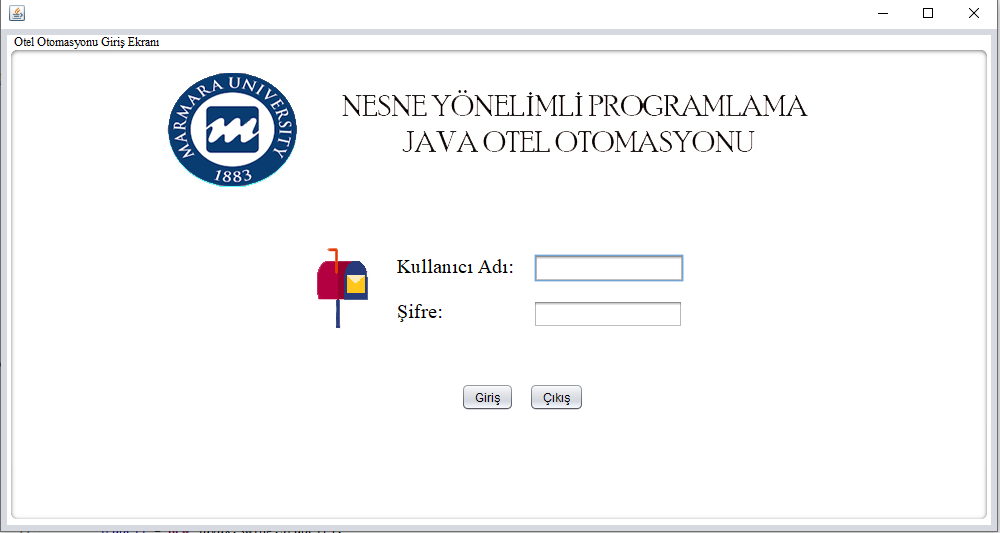 Otel Otomasyonu Giriş Ekranı
MARMARA UNIVERSITY
m
1883
NESNE YÖNELİMLİ PROGRAMLAMA
JAVA OTEL OTOMASYONU
Kullanıcı Adı:
Şifre:
Giriş
Çıkış